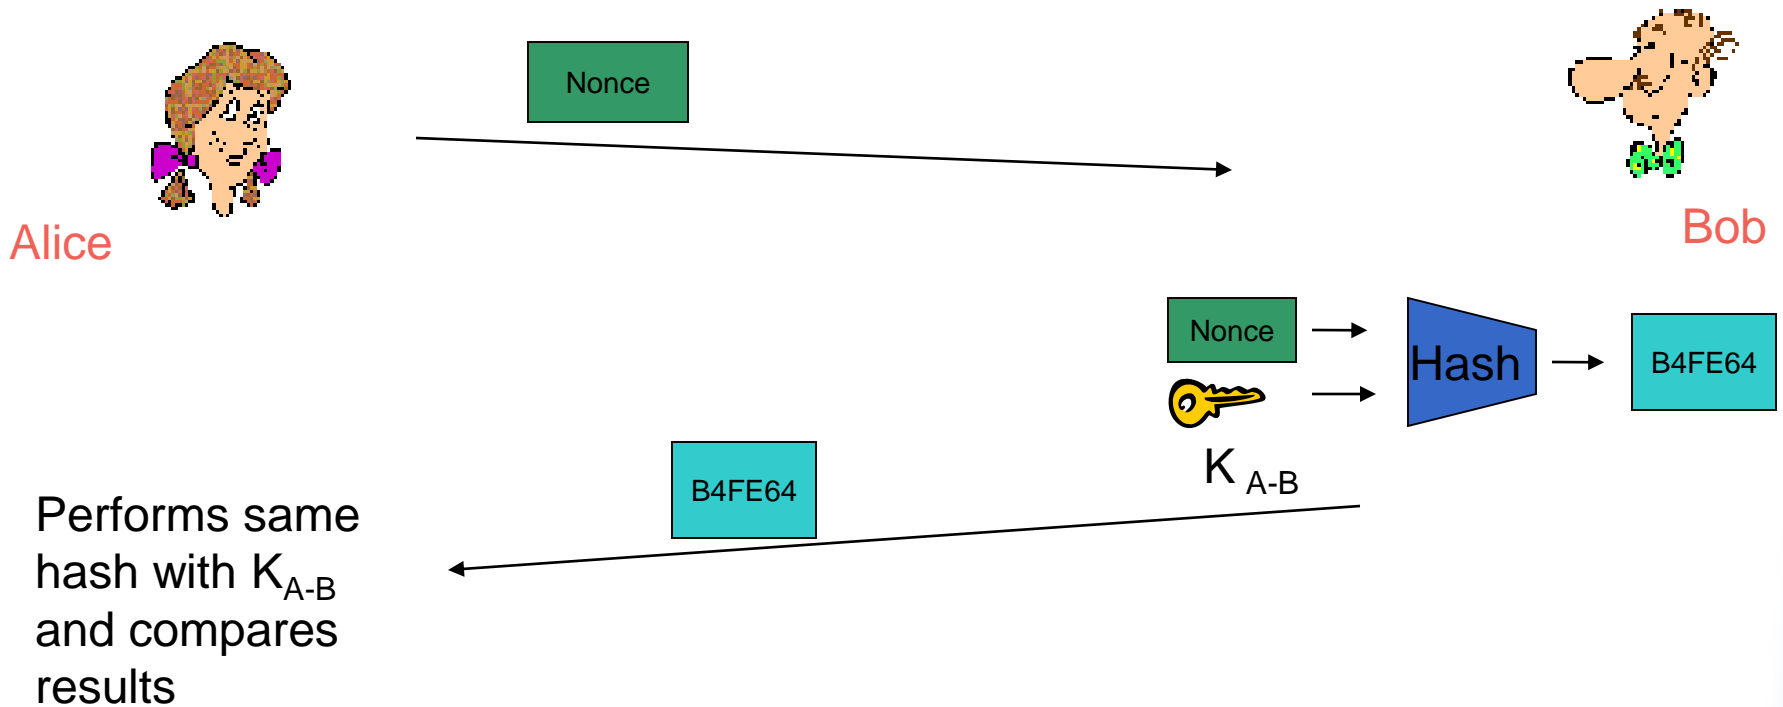 Nonce
Alice
Bob
Nonce
Hash
B4FE64
K A-B
B4FE64
Performs same
hash with KA-B
and compares
results